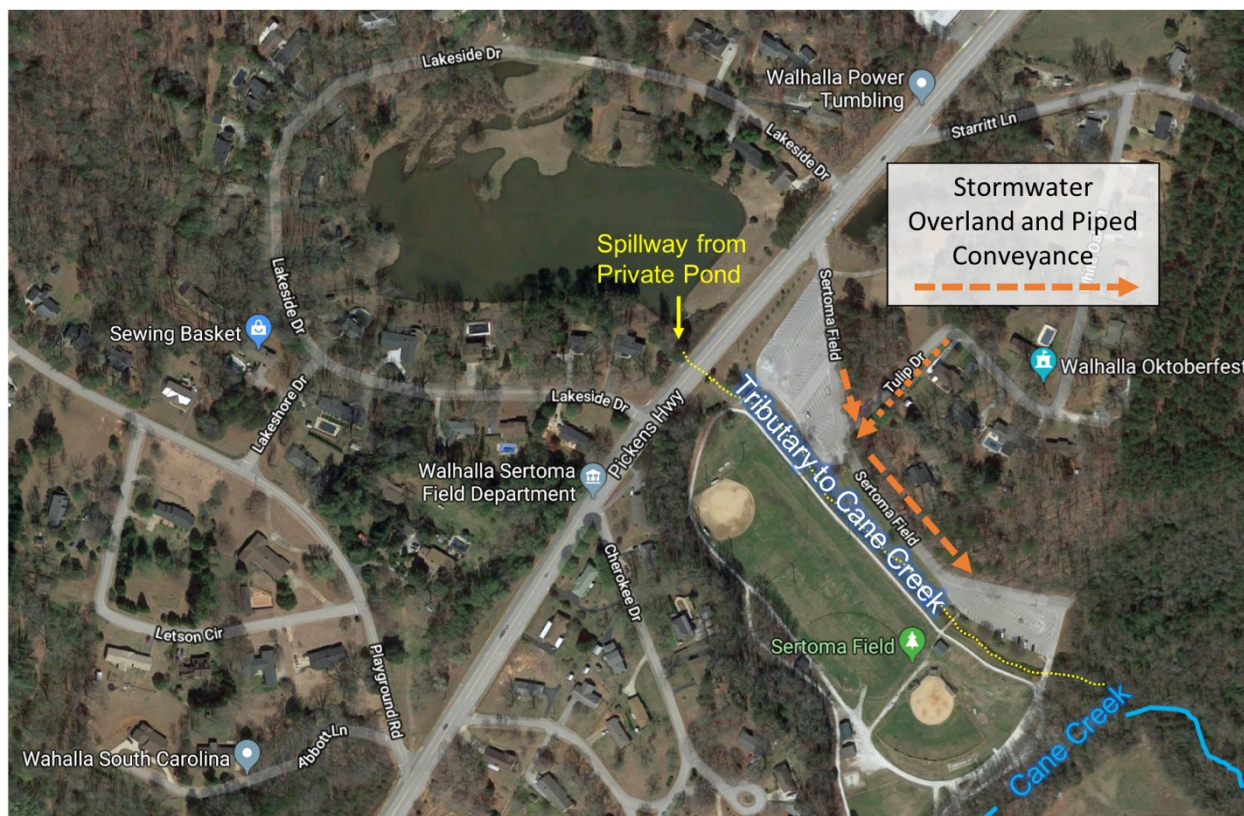 Lakeside Dr
Walhalla Power
Tumbling
Starritt Ln
Lakeside Dr
Stormwater
Overland and Piped
Conveyance
Spillway from
Private Pond
Lakeside Dr
Sertoma Field
Sewing Basket
Tulip Dr
Walhalla Oktoberfest
Lakeshore Dr
Lakeside Dr
Pickens Hwy
Tributary to Cane Creek
Walhalla Sertoma
Field Department
Sertoma Field
Cherokee Dr
Letson Cir
Sertoma Field
Playground Rd
Wahalla South Carolina
Abbott Ln
Cane Creek